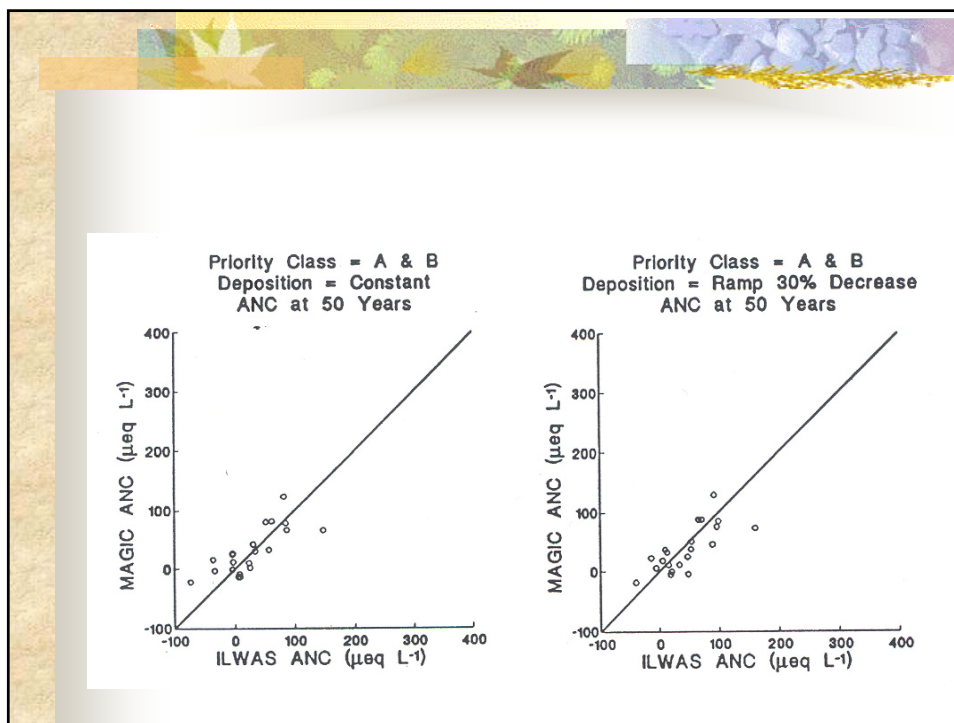 Priority Class = A & B
Deposition = Constant
ANC at 50 Years
400
300
200
100
0
-100
MAGIC ANC (μeq L⁻¹)
-100 0 100 200 300 400
ILWAS ANC (μeq L⁻¹)
Priority Class = A & B
Deposition = Ramp 30% Decrease
ANC at 50 Years
400
300
200
100
0
-100
MAGIC ANC (μeq L⁻¹)
-100 0 100 200 300 400
ILWAS ANC (μeq L⁻¹)